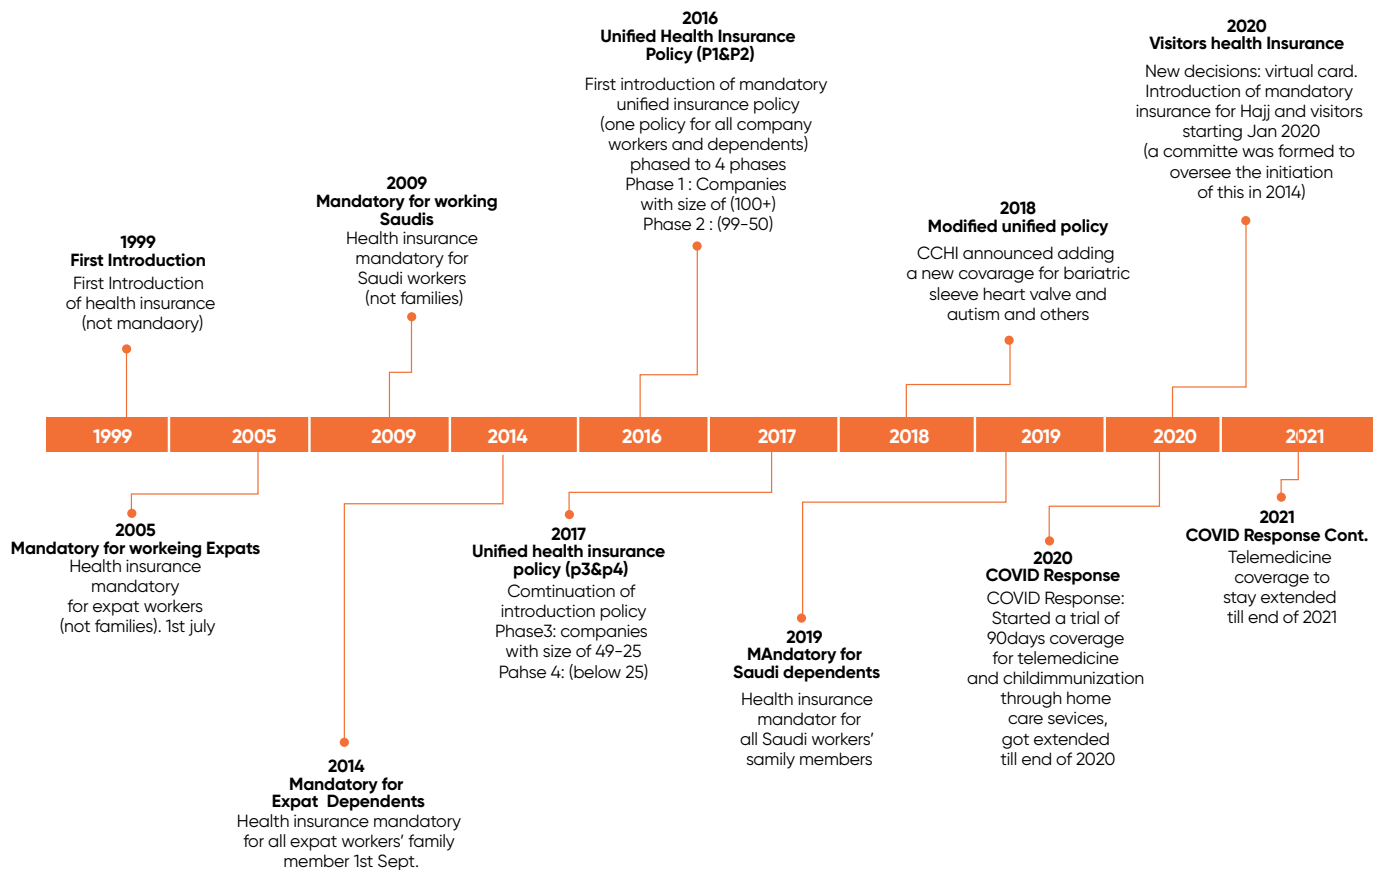 2016
Unified Health Insurance
Policy (P1&P2)
First introduction of mandatory
unified insurance policy
(one policy for all company
workers and dependents)
phased to 4 phases
Phase 1 : Companies
with size of (100+)
Phase 2 : (99-50)
2020
Visitors health Insurance
New decisions: virtual card.
Introduction of mandatory
insurance for Hajj and visitors
starting Jan 2020
(a committe was formed to
oversee the initiation
of this in 2014)
2009
Mandatory for working
Saudis
Health insurance
mandatory for
Saudi workers
(not families)
2018
Modified unified policy
CCHI announced adding
a new covarage for bariatric
sleeve heart valve and
autism and others
1999
First Introduction
First Introduction
of health insurance
(not mandaory)
1999 2005 2009 2014 2016 2017 2018 2019 2020 2021
2005
Mandatory for workeing Expats
Health insurance
mandatory
for expat workers
(not families). 1st july
2014
Mandatory for
Expat Dependents
Health insurance mandatory
for all expat workers' family
member 1st Sept.
2017
Unified health insurance
policy (p3&p4)
Comtinuation of
introduction policy
Phase3: companies
with size of 49-25
Pahse 4: (below 25)
2019
MAndatory for
Saudi dependents
Health insurance
mandator for
all Saudi workers'
samily members
2020
COVID Response
COVID Response:
Started a trial of
90days coverage
for telemedicine
and childimmunization
through home
care sevices,
got extended
till end of 2020
2021
COVID Response Cont.
Telemedicine
coverage to
stay extended
till end of 2021